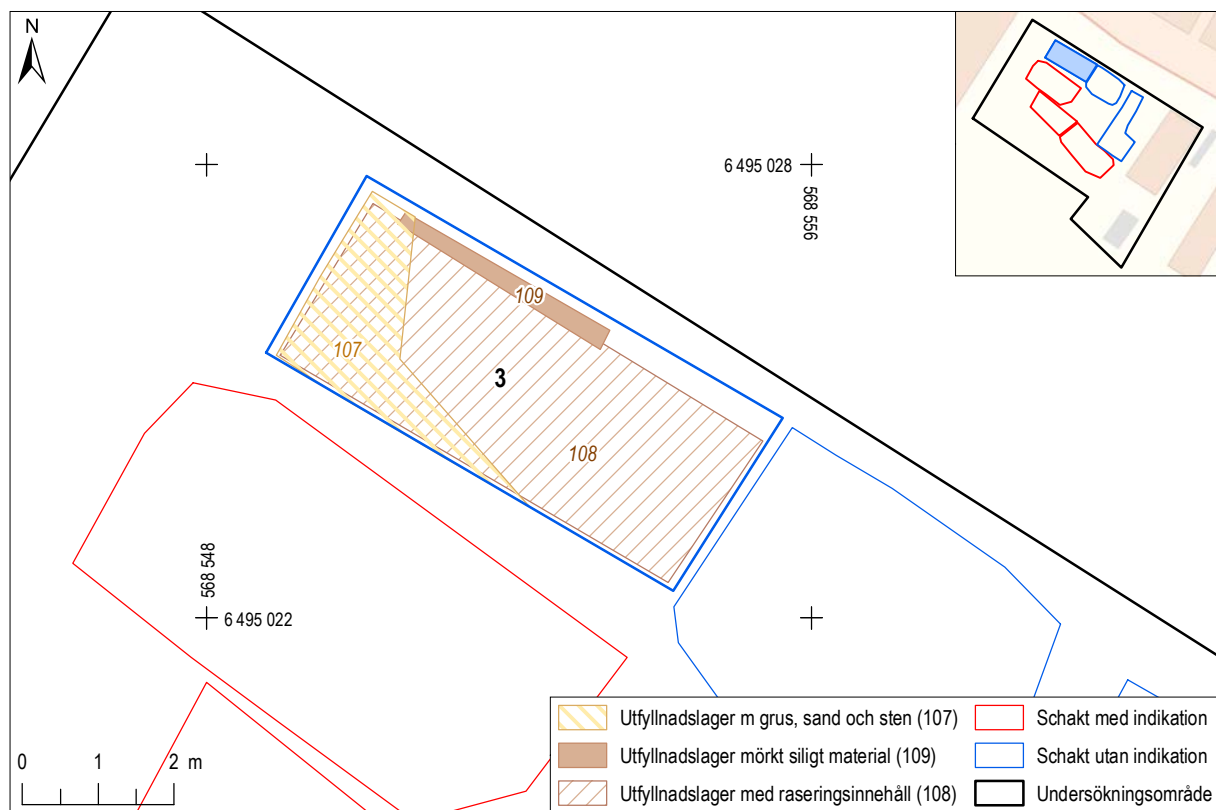 N
6 495 028
568 556
109
107
3
108
568 548
6 495 022
0 1 2 m
Utfyllnadslager m grus, sand och sten (107)
Utfyllnadslager mörkt siligt material (109)
Utfyllnadslager med raseringsinnehåll (108)
Schakt med indikation
Schakt utan indikation
Undersökningsområde